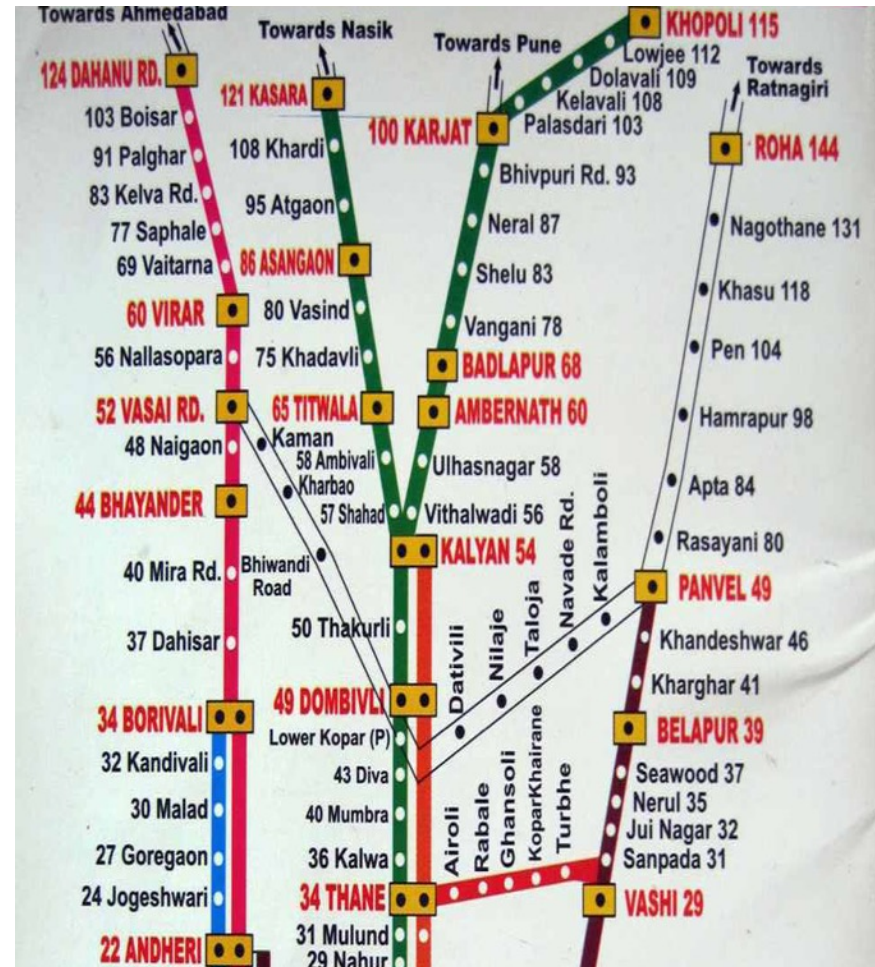 Towards Ahmedabad
124 DAHANU RD.
103 Boisar
91 Palghar
83 Kelva Rd.
77 Saphale
69 Vaitarna
60 VIRAR
56 Nallasopara
52 VASAI RD.
48 Naigaon
44 BHAYANDER
40 Mira Rd.
37 Dahisar
34 BORIVALI
32 Kandivali
30 Malad
27 Goregaon
24 Jogeshwari
22 ANDHERI
Towards Nasik
121 KASARA
108 Khardi
95 Atgaon
86 ASANGAON
80 Vasind
75 Khadavli
65 TITWALA
58 Ambivali
57 Shahad
Kaman
Kharbao
Bhiwandi
Road
Towards Pune
KHOPOLI 115
Lowjee 112
Dolavali 109
Kelavali 108
Palasdari 103
100 KARJAT
Bhivpuri Rd. 93
Neral 87
Shelu 83
Vangani 78
BADLAPUR 68
AMBERNATH 60
Ulhasnagar 58
Vithalwadi 56
KALYAN 54
50 Thakurli
49 DOMBIVLI
Lower Kopar (P)
43 Diva
40 Mumbra
36 Kalwa
34 THANE
31 Mulund
29 Nahur
Dativili
Nilaje
Taloja
Navade Rd.
Kalamboli
Airoli
Rabale
Ghansoli
KoparKhairane
Turbhe
Towards
Ratnagiri
ROHA 144
Nagothane 131
Khasu 118
Pen 104
Hamrapur 98
Apta 84
Rasayani 80
PANVEL 49
Khandeshwar 46
Kharghar 41
BELAPUR 39
Seawood 37
Nerul 35
Jui Nagar 32
Sanpada 31
VASHI 29